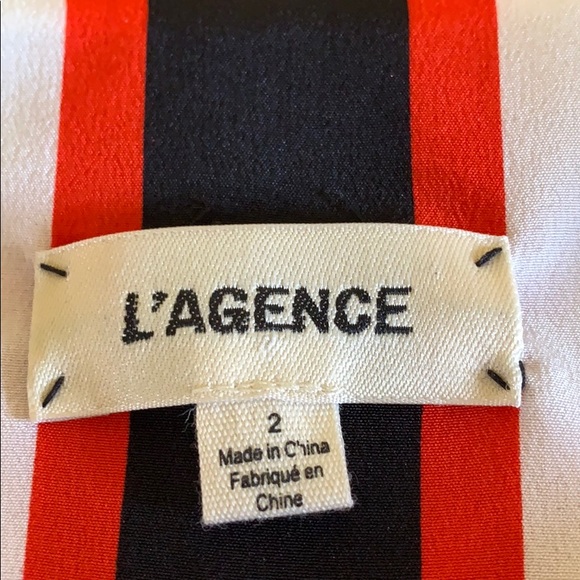 L'AGENCE
2
Made in China
Fabriqué en
Chine